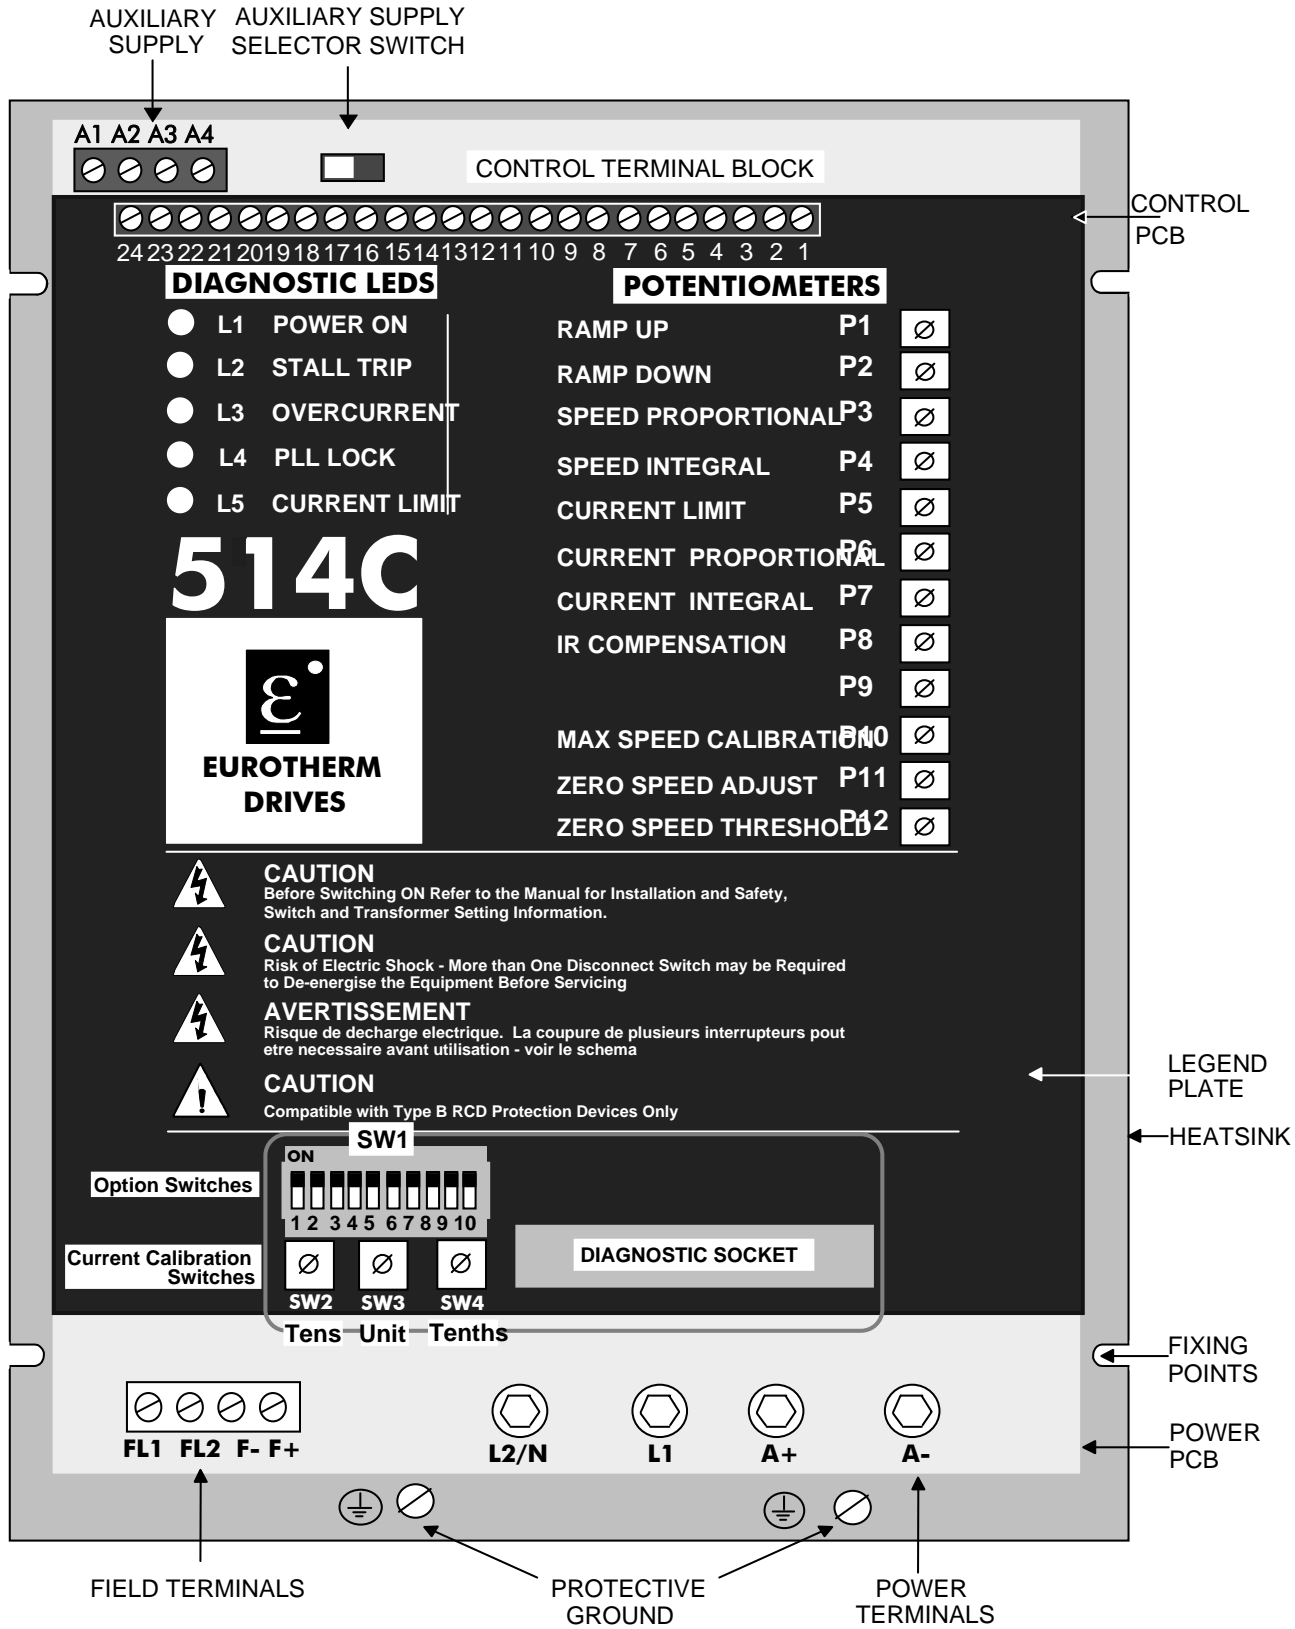 AUXILIARY SUPPLY
AUXILIARY SUPPLY SELECTOR SWITCH
A1 A2 A3 A4
CONTROL TERMINAL BLOCK
CONTROL
PCB
24 23 22 21 20 19 18 17 16 15 14 13 12 11 10 9 8 7 6 5 4 3 2 1
DIAGNOSTIC LEDS
L1 POWER ON
L2 STALL TRIP
L3 OVERCURRENT
L4 PLL LOCK
L5 CURRENT LIMIT
POTENTIOMETERS
RAMP UP P1
RAMP DOWN P2
SPEED PROPORTIONAL P3
SPEED INTEGRAL P4
CURRENT LIMIT P5
CURRENT PROPORTIONAL P6
CURRENT INTEGRAL P7
IR COMPENSATION P8
P9
MAX SPEED CALIBRATION P10
ZERO SPEED ADJUST P11
ZERO SPEED THRESHOLD P12
514C
ε
EUROTHERM
DRIVES
CAUTION
Before Switching ON Refer to the Manual for Installation and Safety,
Switch and Transformer Setting Information.
CAUTION
Risk of Electric Shock - More than One Disconnect Switch may be Required
to De-energise the Equipment Before Servicing
AVERTISSEMENT
Risque de decharge electrique. La coupure de plusieurs interrupteurs pout
etre necessaire avant utilisation - voir le schema
CAUTION
Compatible with Type B RCD Protection Devices Only
LEGEND
PLATE
HEATSINK
SW1
ON
Option Switches
1 2 3 4 5 6 7 8 9 10
Current Calibration
Switches
SW2 SW3 SW4
Tens Unit Tenths
DIAGNOSTIC SOCKET
FIXING
POINTS
FL1 FL2 F- F+
L2/N L1 A+ A-
POWER
PCB
FIELD TERMINALS
PROTECTIVE
GROUND
POWER
TERMINALS